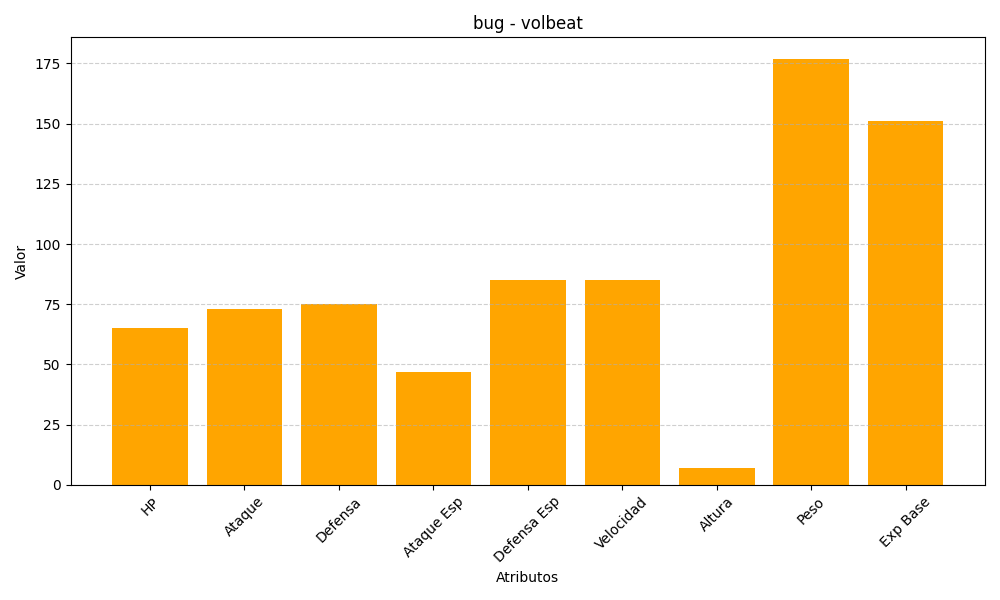 bug - volbeat
Valor
175
150
125
100
75
50
25
0
HP
Ataque
Defensa
Ataque Esp
Defensa Esp
Velocidad
Altura
Peso
Exp Base
Atributos